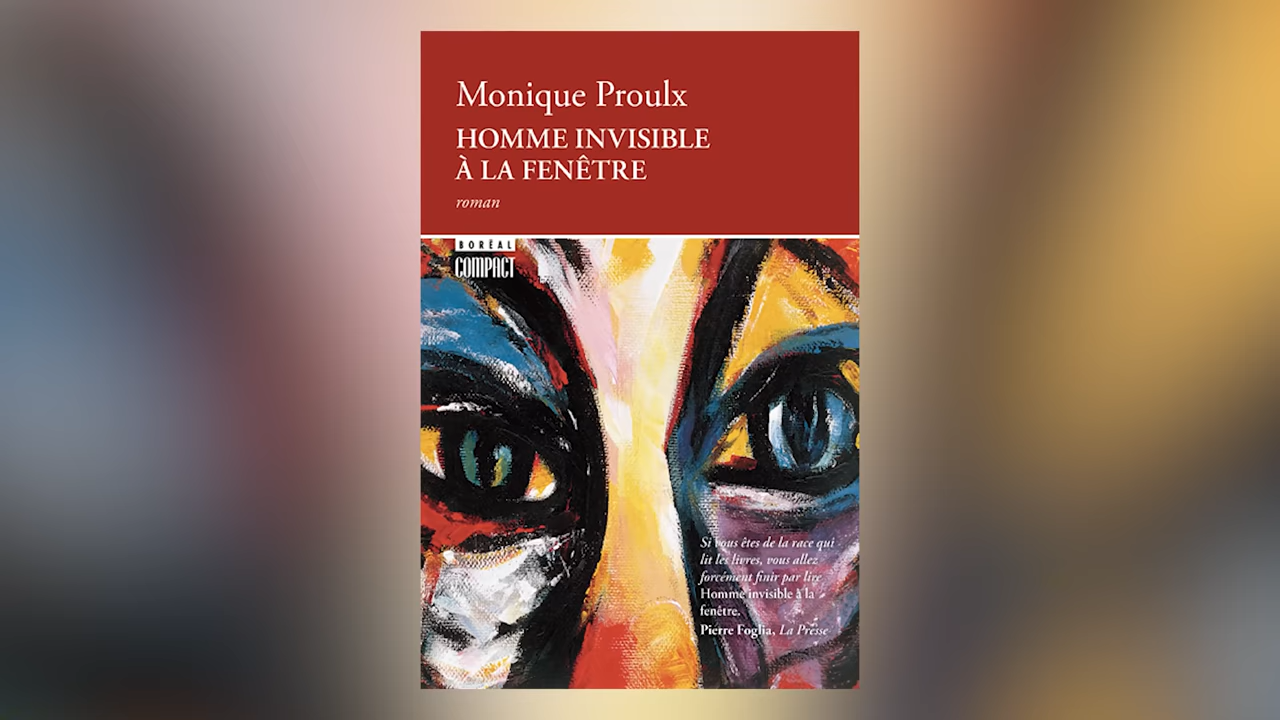 Monique Proulx
HOMME INVISIBLE
À LA FENÊTRE
roman
BORÉAL
COMPACT
Si vous êtes de la race qui
lit les livres, vous allez
forcément finir par lire
Homme invisible à la
fenêtre.
Pierre Foglia, La Presse